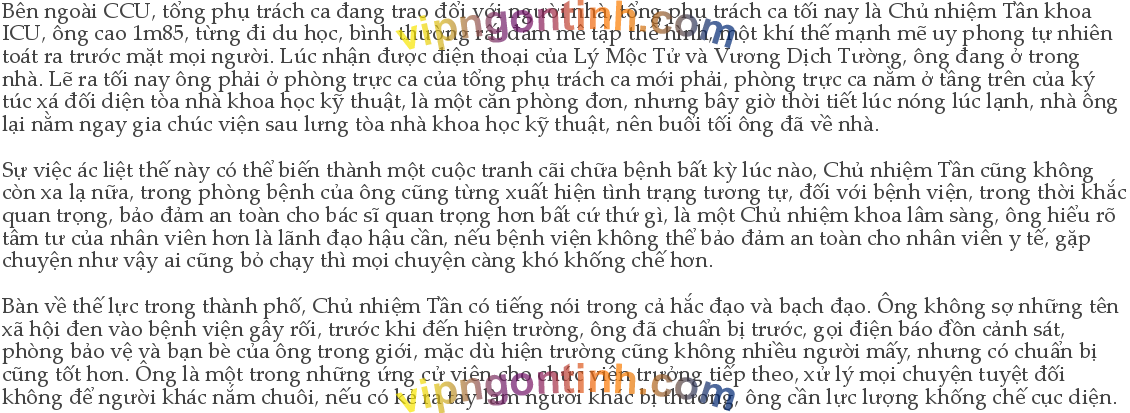 Bên ngoài CCU, tổng phụ trách ca đang trao đổi với người nhà, tổng phụ trách ca tối nay là Chủ nhiệm Tần khoa
ICU, ông cao 1m85, từng đi du học, bình thường rất đam mê tập thể hình, một khí thế mạnh mẽ uy phong tự nhiên
toát ra trước mặt mọi người. Lúc nhận được điện thoại của Lý Mộc Tử và Vương Dịch Tường, ông đang ở trong
nhà. Lẽ ra tối nay ông phải ở phòng trực ca của tổng phụ trách ca mới phải, phòng trực ca nằm ở tầng trên của ký
túc xá đối diện tòa nhà khoa học kỹ thuật, là một căn phòng đơn, nhưng bây giờ thời tiết lúc nóng lúc lạnh, nhà ông
lại nằm ngay gia chúc viện sau lưng tòa nhà khoa học kỹ thuật, nên buổi tối ông đã về nhà.
Sự việc ác liệt thế này có thể biến thành một cuộc tranh cãi chữa bệnh bất kỳ lúc nào, Chủ nhiệm Tần cũng không
còn xa lạ nữa, trong phòng bệnh của ông cũng từng xuất hiện tình trạng tương tự, đối với bệnh viện, trong thời khắc
quan trọng, bảo đảm an toàn cho bác sĩ quan trọng hơn bất cứ thứ gì, là một Chủ nhiệm khoa lâm sàng, ông hiểu rõ
tâm tư của nhân viên hơn là lãnh đạo hậu cần, nếu bệnh viện không thể bảo đảm an toàn cho nhân viên y tế, gặp
chuyện như vậy ai cũng bỏ chạy thì mọi chuyện càng khó khống chế hơn.
Bàn về thế lực trong thành phố, Chủ nhiệm Tần có tiếng nói trong cả hắc đạo và bạch đạo. Ông không sợ những tên
xã hội đen vào bệnh viện gây rối, trước khi đến hiện trường, ông đã chuẩn bị trước, gọi điện báo đồn cảnh sát,
phòng bảo vệ và bạn bè của ông trong giới, mặc dù hiện trường cũng không nhiều người mấy, nhưng có chuẩn bị
cũng tốt hơn. Ông là một trong những ứng cử viên cho chức viện trưởng tiếp theo, xử lý mọi chuyện tuyệt đối
không để người khác nắm chuôi, nếu có kẻ ra tay làm người khác bị thương, ông cần lực lượng khống chế cục diện.
vipngontinh.com
vipngontinh.com